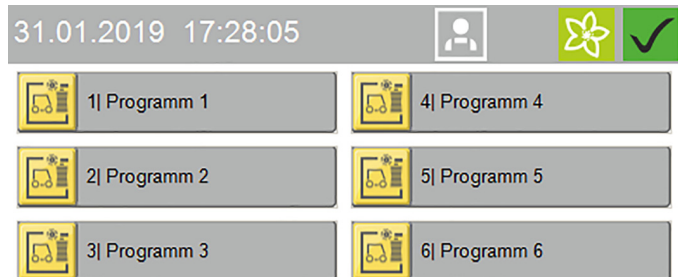 31.01.2019 17:28:05
1| Programm 1
4| Programm 4
2| Programm 2
5| Programm 5
3| Programm 3
6| Programm 6